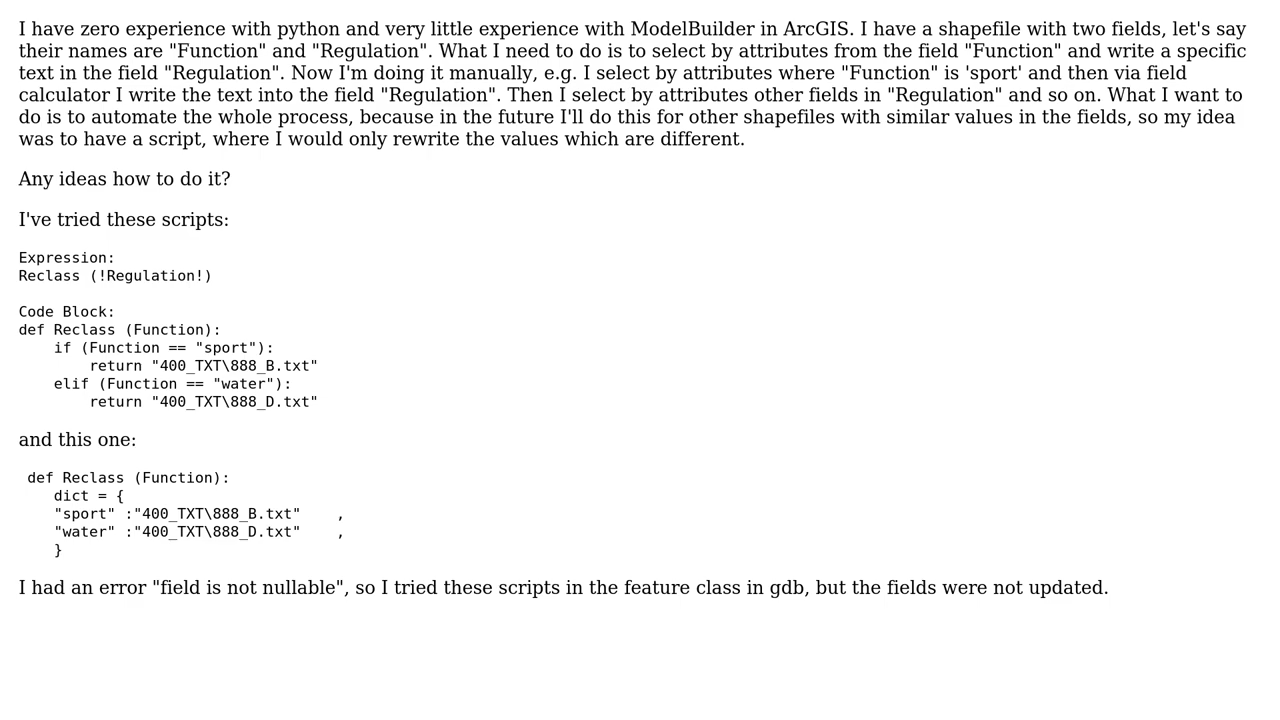 I have zero experience with python and very little experience with ModelBuilder in ArcGIS. I have a shapefile with two fields, let's say
their names are "Function" and "Regulation". What I need to do is to select by attributes from the field "Function" and write a specific
text in the field "Regulation". Now I'm doing it manually, e.g. I select by attributes where "Function" is 'sport' and then via field
calculator I write the text into the field "Regulation". Then I select by attributes other fields in "Regulation" and so on. What I want to
do is to automate the whole process, because in the future I'll do this for other shapefiles with similar values in the fields, so my idea
was to have a script, where I would only rewrite the values which are different.
Any ideas how to do it?
I've tried these scripts:
Expression:
Reclass (!Regulation!)
Code Block:
def Reclass (Function):
    if (Function == "sport"):
        return "400_TXT\888_B.txt"
    elif (Function == "water"):
        return "400_TXT\888_D.txt"
and this one:
 def Reclass (Function):
    dict = {
    "sport" :"400_TXT\888_B.txt"    ,
    "water" :"400_TXT\888_D.txt"    ,
    }
I had an error "field is not nullable", so I tried these scripts in the feature class in gdb, but the fields were not updated.